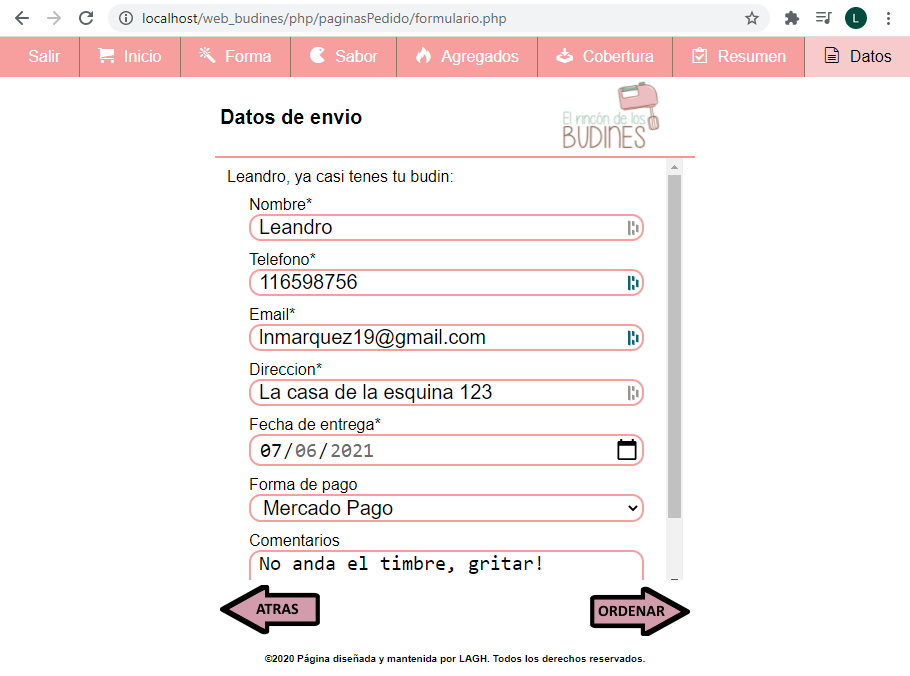 localhost/web_budines/php/paginasPedido/formulario.php
L
Salir Inicio Forma Sabor Agregados Cobertura Resumen Datos
Datos de envio
El rincón de los
BUDINES
Leandro, ya casi tenes tu budin:
Nombre*
Leandro
Telefono*
116598756
Email*
lnmarquez19@gmail.com
Direccion*
La casa de la esquina 123
Fecha de entrega*
07/06/2021
Forma de pago
Mercado Pago
Comentarios
No anda el timbre, gritar!
ATRAS ORDENAR
©2020 Página diseñada y mantenida por LAGH. Todos los derechos reservados.